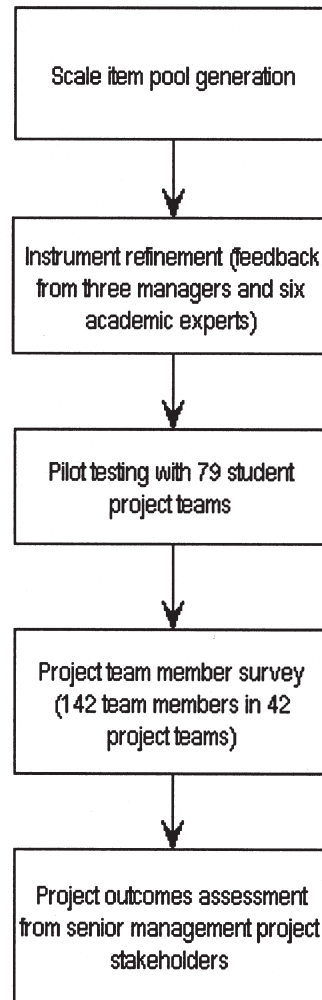 Scale item pool generation
Instrument refinement (feedback
from three managers and six
academic experts)
Pilot testing with 79 student
project teams
Project team member survey
(142 team members in 42
project teams)
Project outcomes assessment
from senior management project
stakeholders